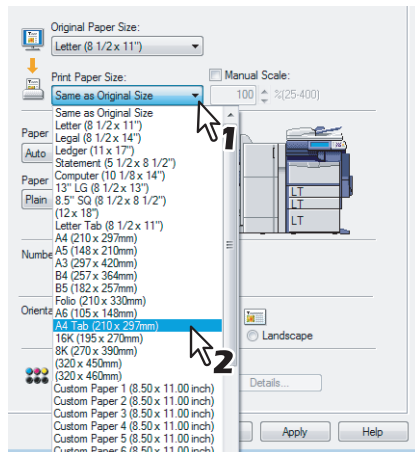 Original Paper Size:
Letter (8 1/2 x 11")
Print Paper Size:
Manual Scale:
Same as Original Size
100 %(25-400)
Same as Original Size
Letter (8 1/2 x 11")
Legal (8 1/2 x 14")
Ledger (11 x 17")
Statement (5 1/2 x 8 1/2")
Computer (10 1/8 x 14")
13" LG (8 1/2 x 13")
8.5" SQ (8 1/2 x 8 1/2")
(12 x 18")
Letter Tab (8 1/2 x 11")
A4 (210 x 297mm)
A5 (148 x 210mm)
A3 (297 x 420mm)
B4 (257 x 364mm)
B5 (182 x 257mm)
Folio (210 x 330mm)
A6 (105 x 148mm)
A4 Tab (210 x 297mm)
16K (195 x 270mm)
8K (270 x 390mm)
(320 x 450mm)
(320 x 460mm)
Custom Paper 1 (8.50 x 11.00 inch)
Custom Paper 2 (8.50 x 11.00 inch)
Custom Paper 3 (8.50 x 11.00 inch)
Custom Paper 4 (8.50 x 11.00 inch)
Custom Paper 5 (8.50 x 11.00 inch)
Custom Paper 6 (8.50 x 11.00 inch)
1
2
Paper
Auto
Paper
Plain
LT
LT
LT
Numbe
Orienta
Landscape
Details...
Apply
Help